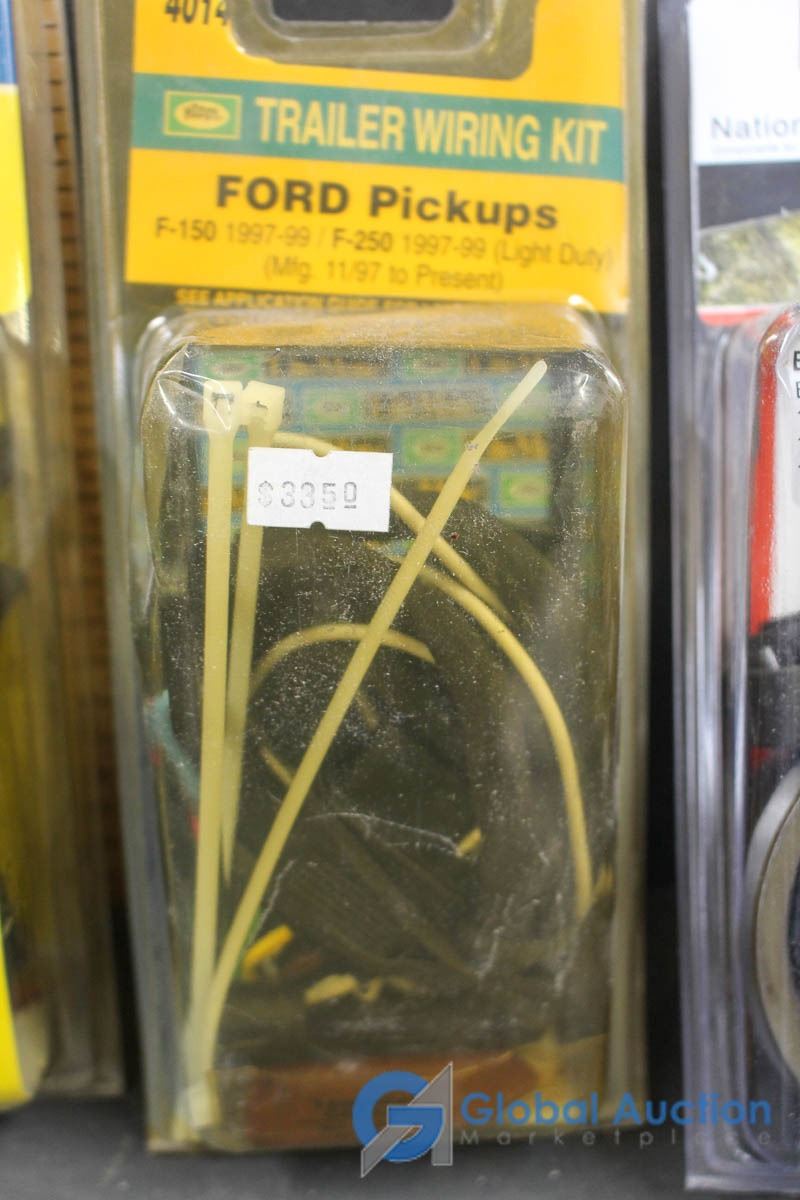 4014
TRAILER WIRING KIT
FORD Pickups
F-150 1997-99 / F-250 1997-99 (Light Duty)
(Mfg. 11/97 to Present)
SEE APPLICATION GUIDE FOR
$3350
Nation
Global Auction
Marketplace